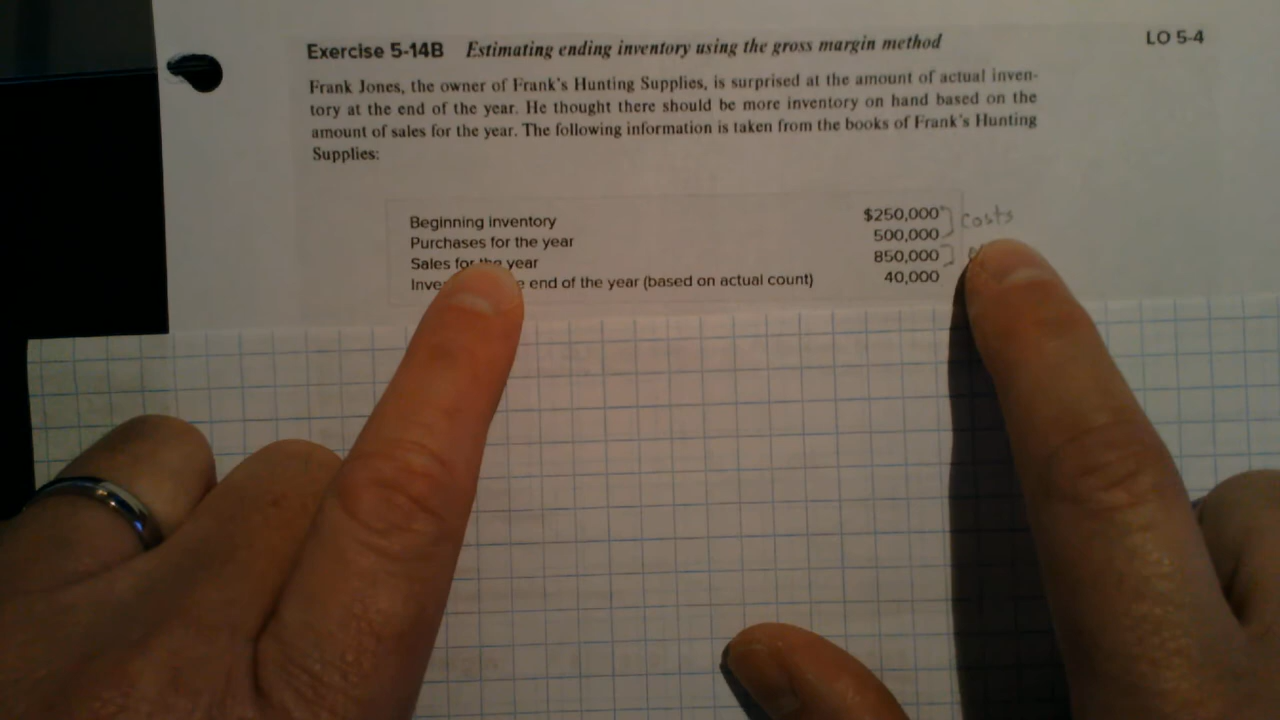 Exercise 5-14B Estimating ending inventory using the gross margin method LO 5-4
Frank Jones, the owner of Frank's Hunting Supplies, is surprised at the amount of actual inven-
tory at the end of the year. He thought there should be more inventory on hand based on the
amount of sales for the year. The following information is taken from the books of Frank's Hunting
Supplies:
Beginning inventory $250,000 costs
Purchases for the year 500,000
Sales for the year 850,000
end of the year (based on actual count) 40,000